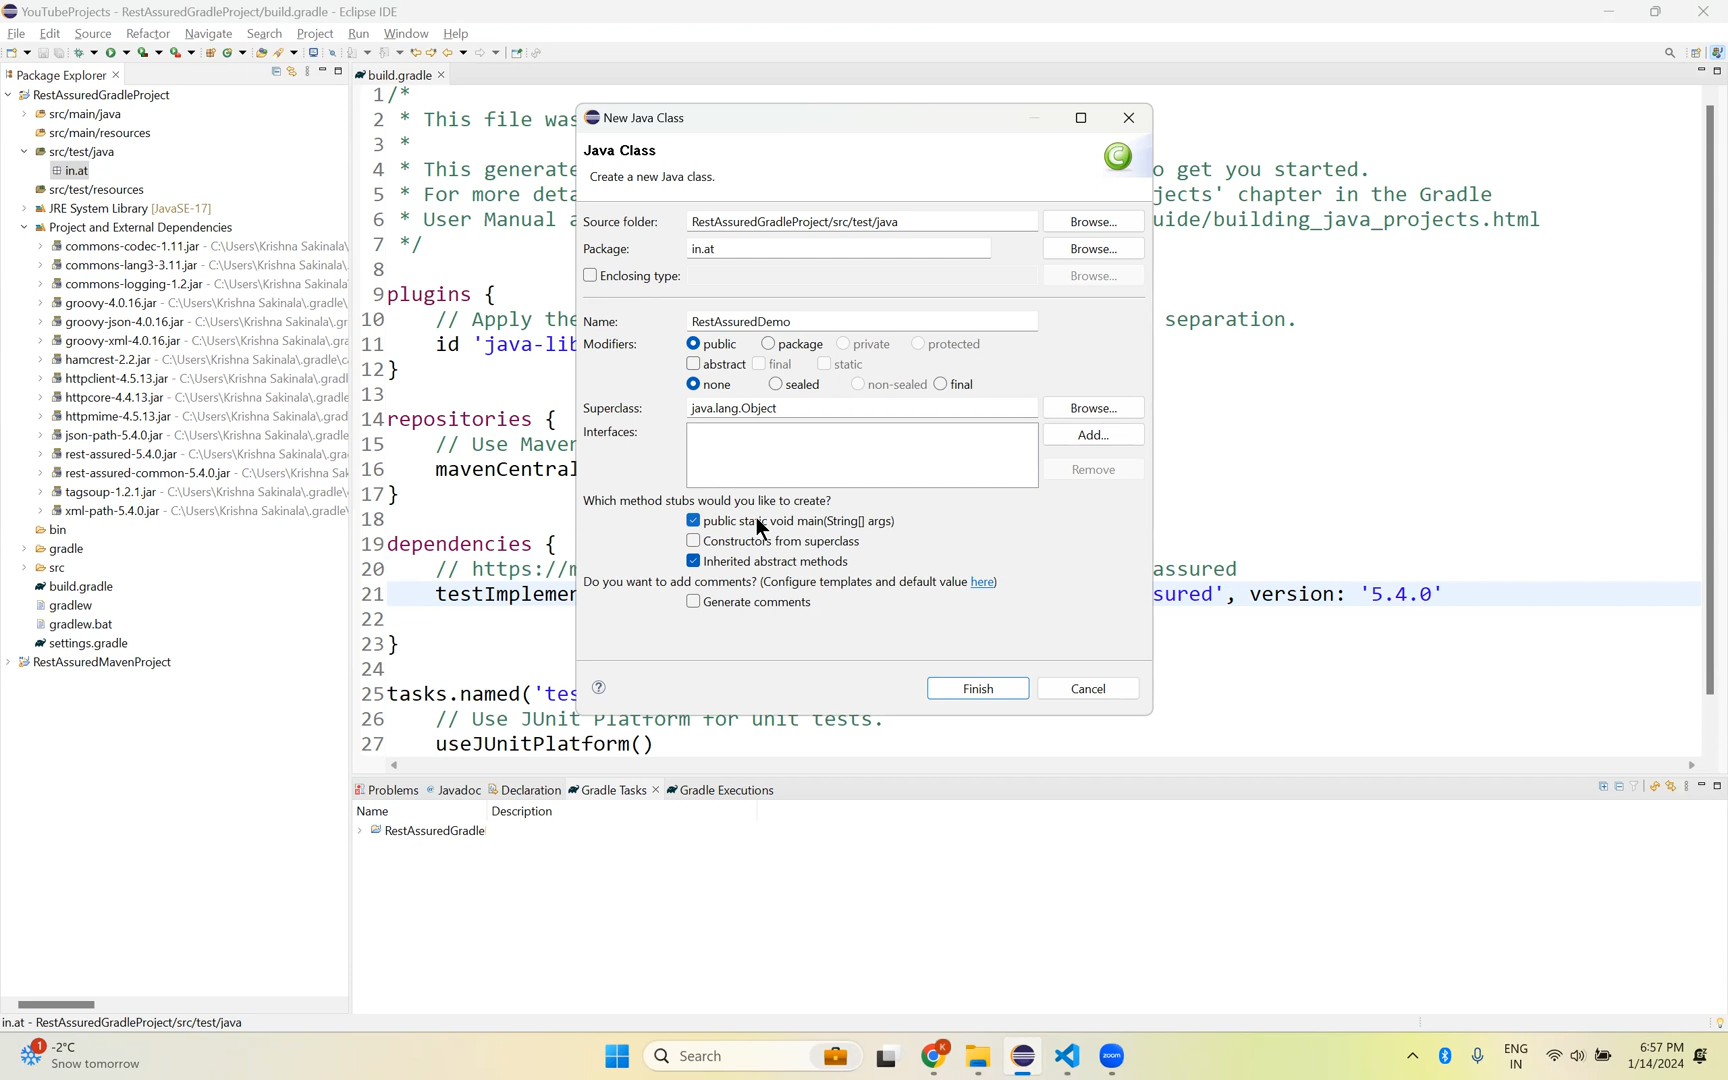 YouTubeProjects - RestAssuredGradleProject/build.gradle - Eclipse IDE
File Edit Source Refactor Navigate Search Project Run Window Help
Package Explorer
build.gradle
RestAssuredGradleProject
src/main/java
src/main/resources
src/test/java
in.at
src/test/resources
JRE System Library [JavaSE-17]
Project and External Dependencies
commons-codec-1.11.jar - C:\Users\Krishna Sakinala\
commons-lang3-3.11.jar - C:\Users\Krishna Sakinala\
commons-logging-1.2.jar - C:\Users\Krishna Sakinala\
groovy-4.0.16.jar - C:\Users\Krishna Sakinala\.gradle\
groovy-json-4.0.16.jar - C:\Users\Krishna Sakinala\
groovy-xml-4.0.16.jar - C:\Users\Krishna Sakinala\
hamcrest-2.2.jar - C:\Users\Krishna Sakinala\.gradle\
httpclient-4.5.13.jar - C:\Users\Krishna Sakinala\.gradl
httpcore-4.4.13.jar - C:\Users\Krishna Sakinala\.gradl
httpmime-4.5.13.jar - C:\Users\Krishna Sakinala\.gradl
json-path-5.4.0.jar - C:\Users\Krishna Sakinala\.gradle
rest-assured-5.4.0.jar - C:\Users\Krishna Sakinala\.gra
rest-assured-common-5.4.0.jar - C:\Users\Krishna Sak
tagsoup-1.2.1.jar - C:\Users\Krishna Sakinala\.gradle\
xml-path-5.4.0.jar - C:\Users\Krishna Sakinala\.gradle\
bin
gradle
src
build.gradle
gradlew
gradlew.bat
settings.gradle
RestAssuredMavenProject
1 /*
2 * This file was
3 *
4 * This generate o get you started.
5 * For more deta jects' chapter in the Gradle
6 * User Manual a uide/building_java_projects.html
7 */
8
9 plugins {
10 // Apply the separation.
11 id 'java-lib
12 }
13
14 repositories {
15 // Use Maven
16 mavenCentral
17 }
18
19 dependencies {
20 // https://m assured
21 testImplemen sured', version: '5.4.0'
22
23 }
24
25 tasks.named('tes
26 // Use JUnit Platform for unit tests.
27 useJUnitPlatform()
New Java Class
Java Class
Create a new Java class.
Source folder: RestAssuredGradleProject/src/test/java Browse...
Package: in.at Browse...
Enclosing type: Browse...
Name: RestAssuredDemo
Modifiers: public package private protected
abstract final static
none sealed non-sealed final
Superclass: java.lang.Object Browse...
Interfaces: Add...
Remove
Which method stubs would you like to create?
public static void main(String[] args)
Constructors from superclass
Inherited abstract methods
Do you want to add comments? (Configure templates and default value here)
Generate comments
Finish Cancel
Problems Javadoc Declaration Gradle Tasks Gradle Executions
Name Description
RestAssuredGradle
in.at - RestAssuredGradleProject/src/test/java
1 -2°C
Snow tomorrow
Search
K
zoom
ENG
IN
6:57 PM
1/14/2024